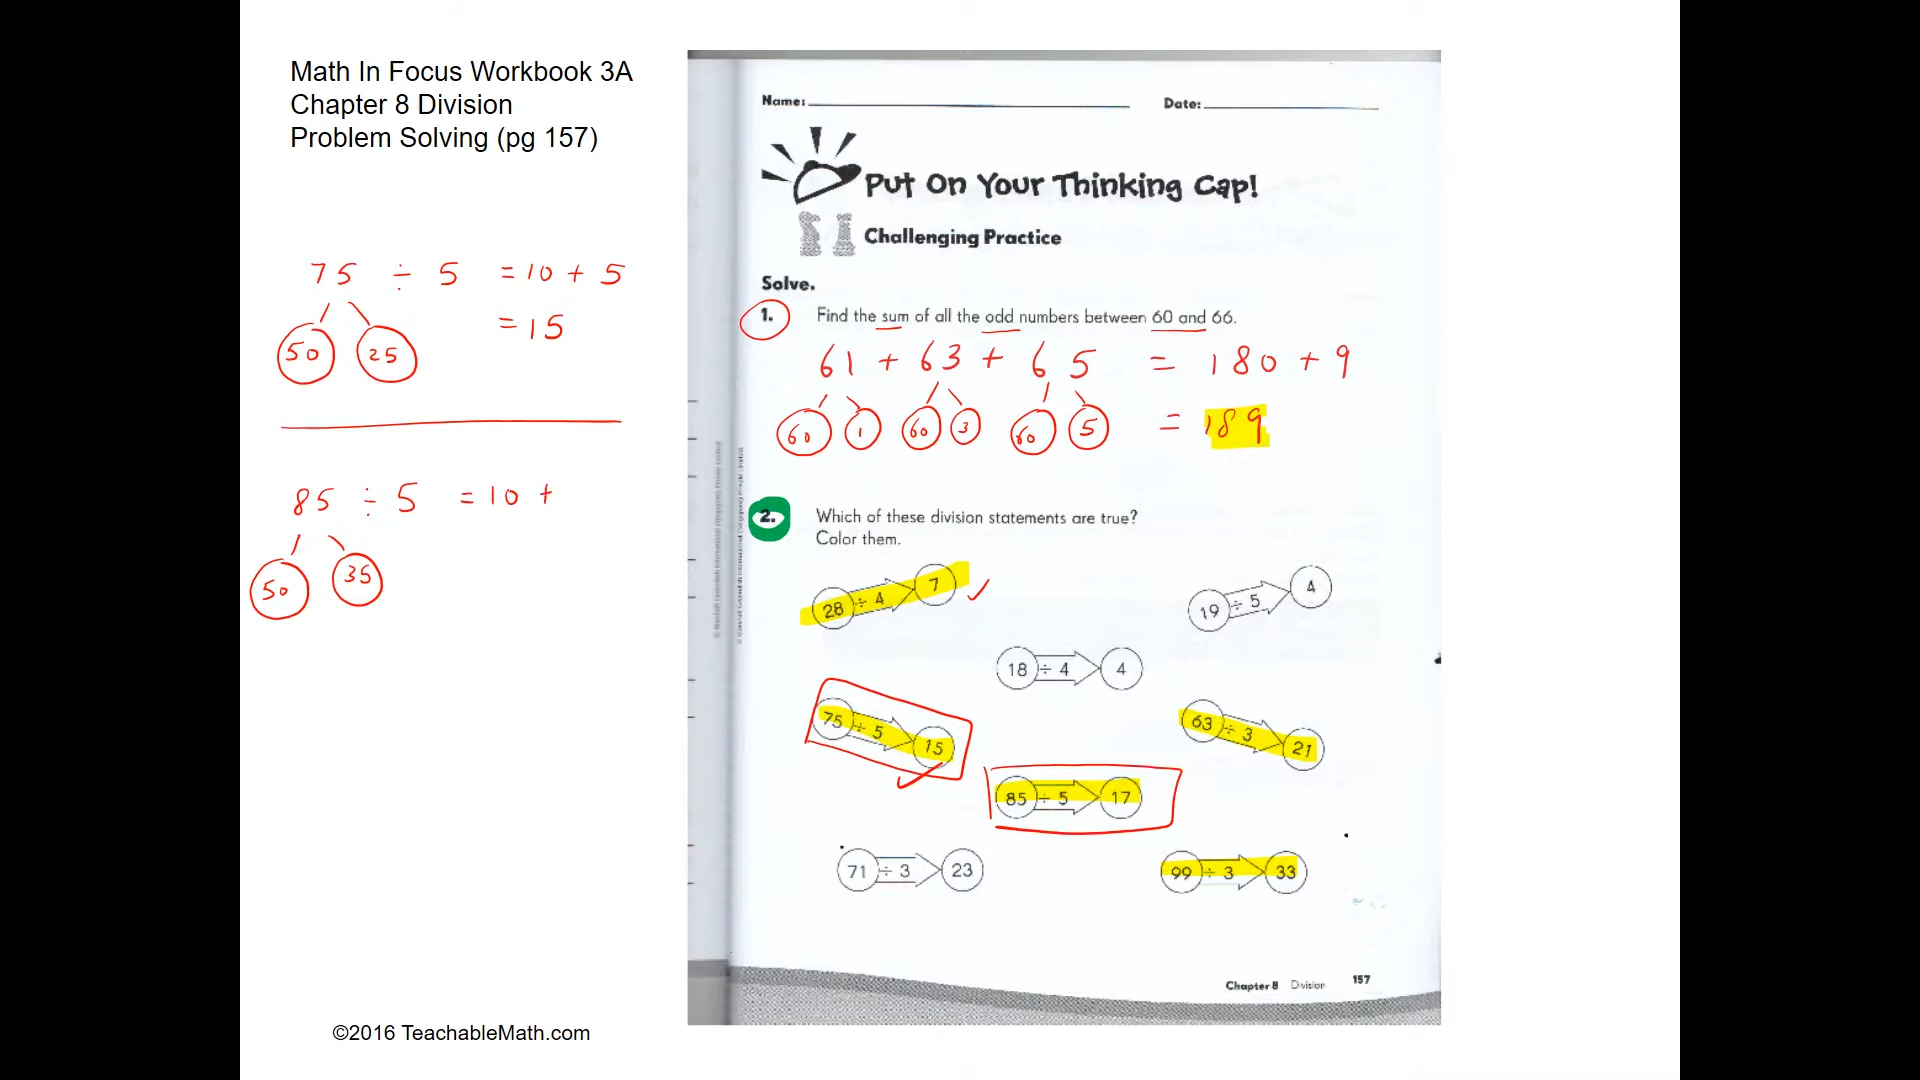 Math In Focus Workbook 3A
Chapter 8 Division
Problem Solving (pg 157)
75 ÷ 5 = 10 + 5
50 25 = 15
85 ÷ 5 = 10 +
50 35
©2016 TeachableMath.com
Name: Date:
Put On Your Thinking Cap!
Challenging Practice
Solve.
1. Find the sum of all the odd numbers between 60 and 66.
61 + 63 + 65 = 180 + 9
60 1 60 3 60 5 = 189
2. Which of these division statements are true?
Color them.
28 ÷ 4 7
19 ÷ 5 4
18 ÷ 4 4
75 ÷ 5 15
63 ÷ 3 21
85 ÷ 5 17
71 ÷ 3 23
99 ÷ 3 33
Chapter 8 Division 157